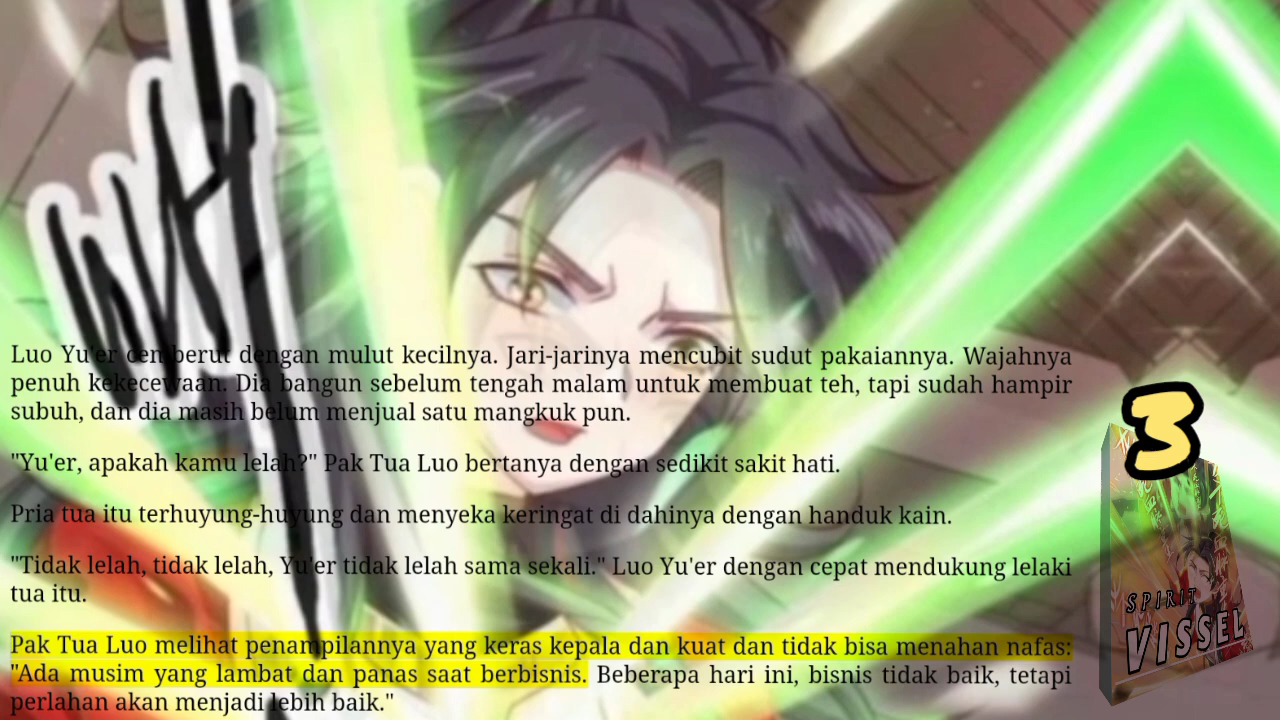 Luo Yu'er cemberut dengan mulut kecilnya. Jari-jarinya mencubit sudut pakaiannya. Wajahnya
penuh kekecewaan. Dia bangun sebelum tengah malam untuk membuat teh, tapi sudah hampir
subuh, dan dia masih belum menjual satu mangkuk pun.
"Yu'er, apakah kamu lelah?" Pak Tua Luo bertanya dengan sedikit sakit hati.
Pria tua itu terhuyung-huyung dan menyeka keringat di dahinya dengan handuk kain.
"Tidak lelah, tidak lelah, Yu'er tidak lelah sama sekali." Luo Yu'er dengan cepat mendukung lelaki
tua itu.
Pak Tua Luo melihat penampilannya yang keras kepala dan kuat dan tidak bisa menahan nafas:
"Ada musim yang lambat dan panas saat berbisnis. Beberapa hari ini, bisnis tidak baik, tetapi
perlahan akan menjadi lebih baik."
3
SPIRIT
VISSEL